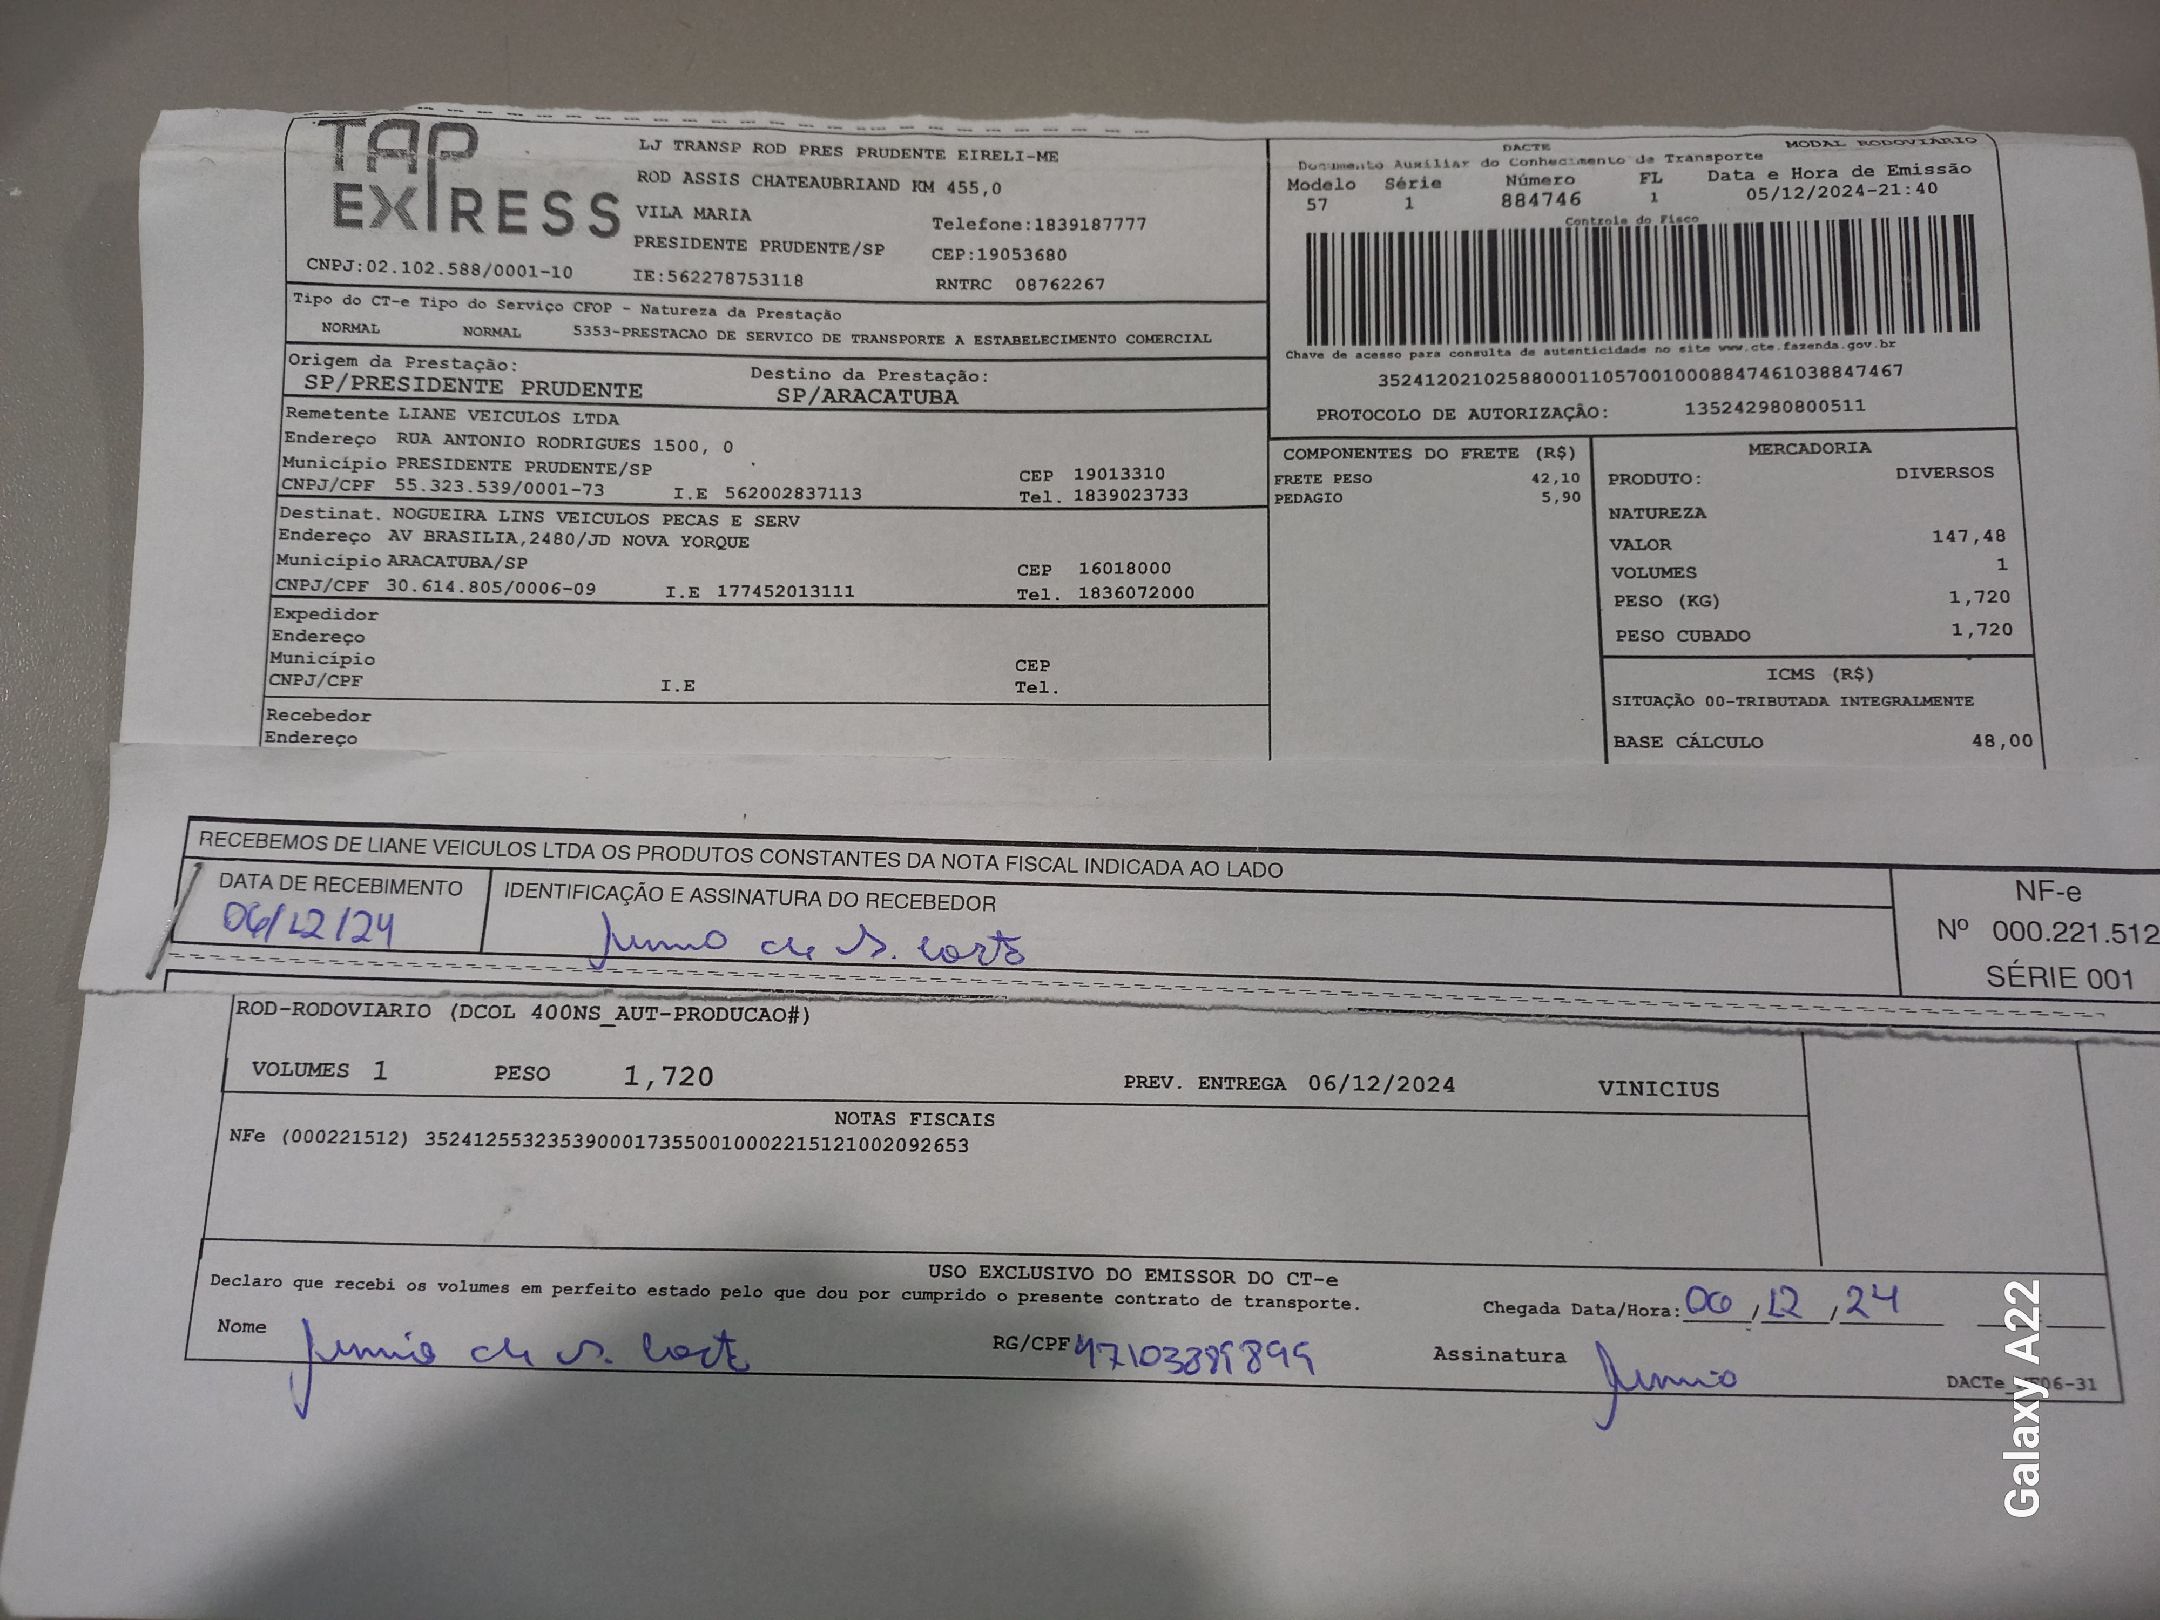 TAP EXPRESS
LJ TRANSP ROD PRES PRUDENTE EIRELI-ME
ROD ASSIS CHATEAUBRIAND KM 455,0
VILA MARIA
Telefone:1839187777
PRESIDENTE PRUDENTE/SP
CEP:19053680
CNPJ:02.102.588/0001-10
IE:562278753118
RNTRC 08762267
DACTE
MODAL RODOVIÁRIO
Documento Auxiliar do Conhecimento de Transporte
Modelo Série Número FL Data e Hora de Emissão
57 1 884746 1 05/12/2024-21:40
Controle do Fisco
Chave de acesso para consulta de autenticidade no site www.cte.fazenda.gov.br
35241202102588000110570010008847461038847467
PROTOCOLO DE AUTORIZAÇÃO: 135242980800511
Tipo do CT-e Tipo do Serviço CFOP - Natureza da Prestação
NORMAL NORMAL 5353-PRESTACAO DE SERVICO DE TRANSPORTE A ESTABELECIMENTO COMERCIAL
Origem da Prestação: Destino da Prestação:
SP/PRESIDENTE PRUDENTE SP/ARACATUBA
Remetente LIANE VEICULOS LTDA
Endereço RUA ANTONIO RODRIGUES 1500, 0
Município PRESIDENTE PRUDENTE/SP CEP 19013310
CNPJ/CPF 55.323.539/0001-73 I.E 562002837113 Tel. 1839023733
Destinat. NOGUEIRA LINS VEICULOS PECAS E SERV
Endereço AV BRASILIA,2480/JD NOVA YORQUE
Município ARACATUBA/SP CEP 16018000
CNPJ/CPF 30.614.805/0006-09 I.E 177452013111 Tel. 1836072000
Expedidor
Endereço
Município CEP
CNPJ/CPF I.E Tel.
Recebedor
Endereço
COMPONENTES DO FRETE (R$)
FRETE PESO 42,10
PEDAGIO 5,90
MERCADORIA
PRODUTO: DIVERSOS
NATUREZA
VALOR 147,48
VOLUMES 1
PESO (KG) 1,720
PESO CUBADO 1,720
ICMS (R$)
SITUAÇÃO 00-TRIBUTADA INTEGRALMENTE
BASE CÁLCULO 48,00
RECEBEMOS DE LIANE VEICULOS LTDA OS PRODUTOS CONSTANTES DA NOTA FISCAL INDICADA AO LADO
DATA DE RECEBIMENTO IDENTIFICAÇÃO E ASSINATURA DO RECEBEDOR
06/12/24 Junio de S.
NF-e
Nº 000.221.512
SÉRIE 001
ROD-RODOVIARIO (DCOL 400NS_AUT-PRODUCAO#)
VOLUMES 1 PESO 1,720 PREV. ENTREGA 06/12/2024 VINICIUS
NOTAS FISCAIS
NFe (000221512) 35241255323539000173550010002215121002092653
USO EXCLUSIVO DO EMISSOR DO CT-e
Declaro que recebi os volumes em perfeito estado pelo que dou por cumprido o presente contrato de transporte.
Chegada Data/Hora: 06/12/24
Nome Junio de S. RG/CPF 47103389899 Assinatura Junio
DACTe
06-31
Galaxy A22